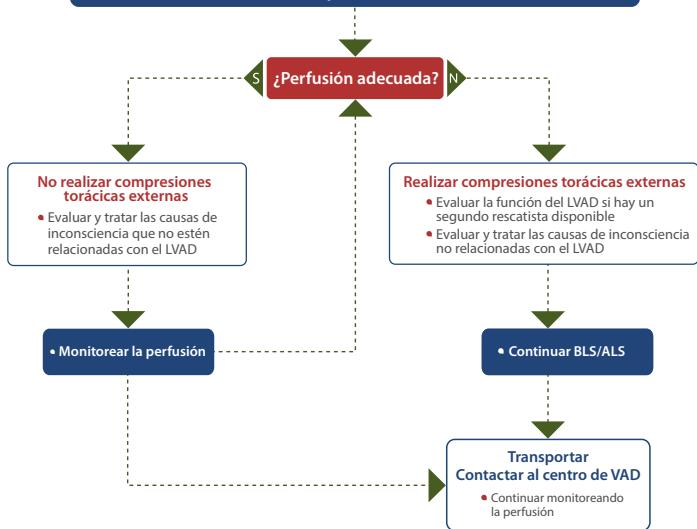 S
¿Perfusión adecuada?
N
No realizar compresiones
torácicas externas
• Evaluar y tratar las causas de
inconsciencia que no estén
relacionadas con el LVAD
Realizar compresiones torácicas externas
• Evaluar la función del LVAD si hay un
segundo rescatista disponible
• Evaluar y tratar las causas de inconsciencia
no relacionadas con el LVAD
• Monitorear la perfusión
• Continuar BLS/ALS
Transportar
Contactar al centro de VAD
• Continuar monitoreando
la perfusión